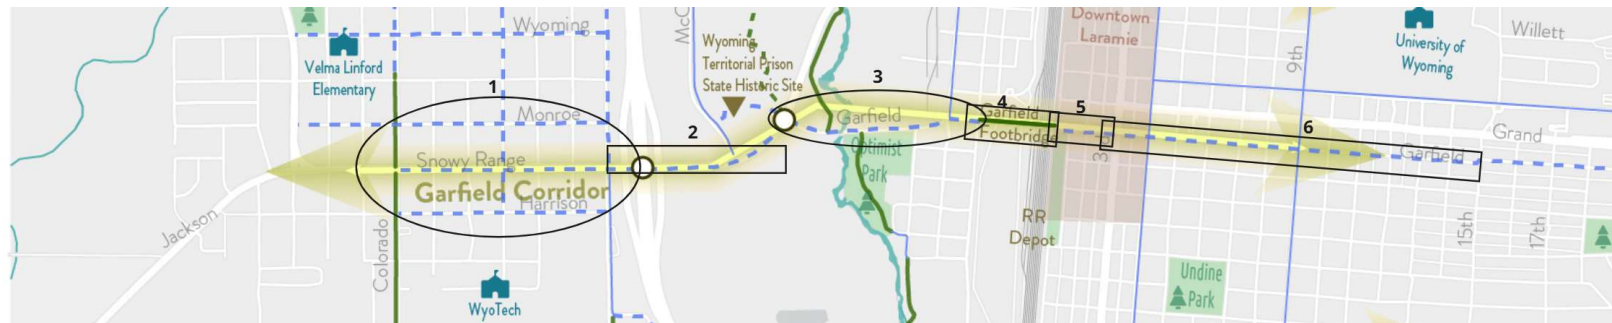 Wyoming
Velma Linford
Elementary
1
Monroe
Snowy Range
Garfield Corridor
Harrison
Jackson
Colorado
WyoTech
2
McC
Wyoming
Territorial Prison
State Historic Site
3
Garfield
Optimist
Park
4
Garfield
Footbridge
5
3
RR
Depot
Downtown
Laramie
9th
6
University of
Wyoming
Willett
Grand
Garfield
15th
17th
Undine
Park